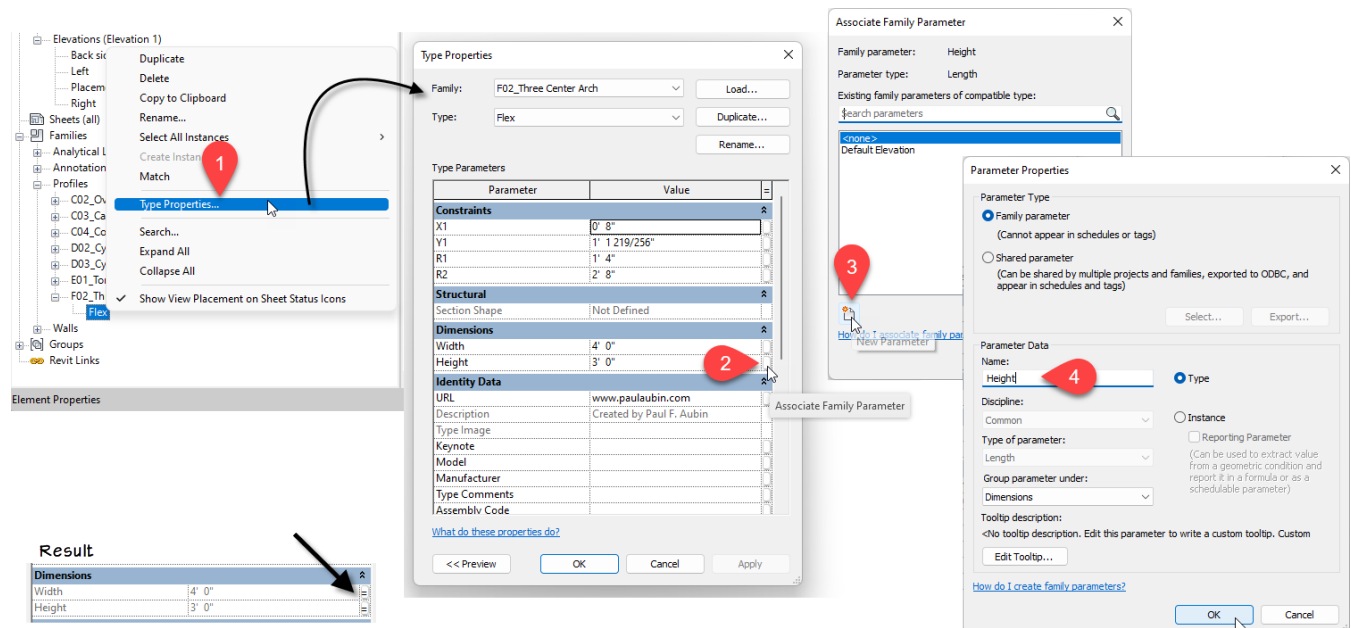 Elevations (Elevation 1)
Back sid
Left
Placem
Right
Sheets (all)
Families
Analytical L
Annotation
Profiles
C02_Ov
C03_Ca
C04_Co
D02_Cy
D03_Cy
E01_Tor
F02_Th
Flex
Walls
Groups
Revit Links
Element Properties
Duplicate
Delete
Copy to Clipboard
Rename...
Select All Instances >
Create Instan
Match
1
Type Properties...
Search...
Expand All
Collapse All
✓ Show View Placement on Sheet Status Icons
Type Properties
Family: F02_Three Center Arch Load...
Type: Flex Duplicate...
Rename...
Type Parameters
Parameter Value =
Constraints
X1 0' 8"
Y1 1' 1 219/256"
R1 1' 4"
R2 2' 8"
Structural
Section Shape Not Defined
Dimensions
Width 4' 0"
Height 3' 0"
2
Identity Data
URL www.paulaubin.com
Description Created by Paul F. Aubin
Type Image
Keynote
Model
Manufacturer
Type Comments
Assembly Code
Associate Family Parameter
What do these properties do?
<< Preview OK Cancel Apply
Associate Family Parameter
Family parameter: Height
Parameter type: Length
Existing family parameters of compatible type:
Search parameters
<none>
Default Elevation
3
How do I associate family par
New Parameter
Parameter Properties
Parameter Type
Family parameter
(Cannot appear in schedules or tags)
Shared parameter
(Can be shared by multiple projects and families, exported to ODBC, and
appear in schedules and tags)
Select... Export...
Parameter Data
Name:
Height
4
Type
Discipline:
Common
Instance
Reporting Parameter
Type of parameter:
Length
(Can be used to extract value
from a geometric condition and
report it in a formula or as a
schedulable parameter)
Group parameter under:
Dimensions
Tooltip description:
<No tooltip description. Edit this parameter to write a custom tooltip. Custom
Edit Tooltip...
How do I create family parameters?
OK Cancel
Result
Dimensions
Width 4' 0" =
Height 3' 0" =